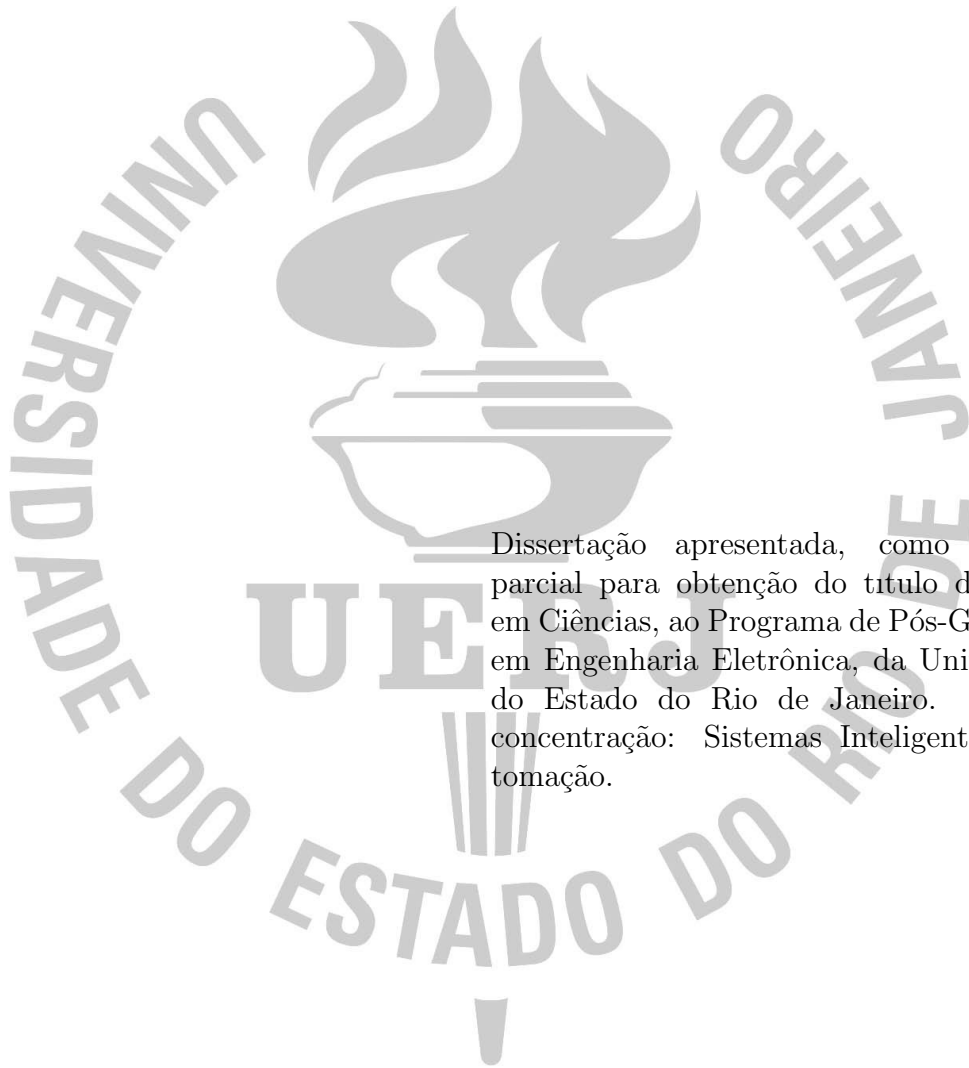 UNIVERSIDADE DO ESTADO DO RIO DE JANEIRO
UERJ
Dissertação apresentada, como
parcial para obtenção do tıtulo d
em Ciências, ao Programa de Pós-G
em Engenharia Eletrônica, da Uni
do Estado do Rio de Janeiro.
concentração: Sistemas Inteligent
tomação.